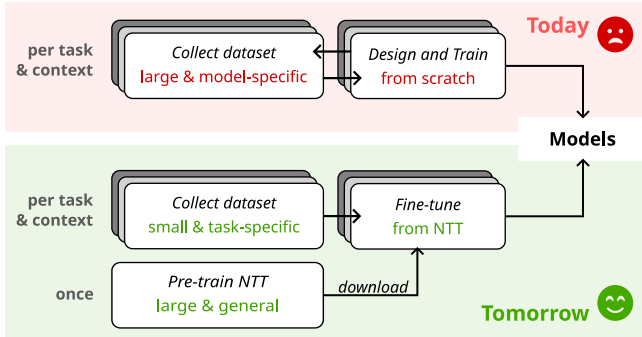 Today
per task
& context
Collect dataset
large & model-specific
Design and Train
from scratch
Models
per task
& context
Collect dataset
small & task-specific
Fine-tune
from NTT
once
Pre-train NTT
large & general
download
Tomorrow